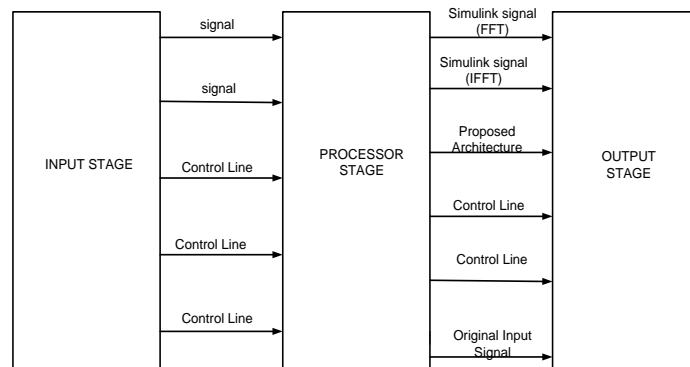 INPUT STAGE
signal
signal
Control Line
Control Line
Control Line
PROCESSOR
STAGE
Simulink signal
(FFT)
Simulink signal
(IFFT)
Proposed
Architecture
Control Line
Control Line
Original Input
Signal
OUTPUT
STAGE